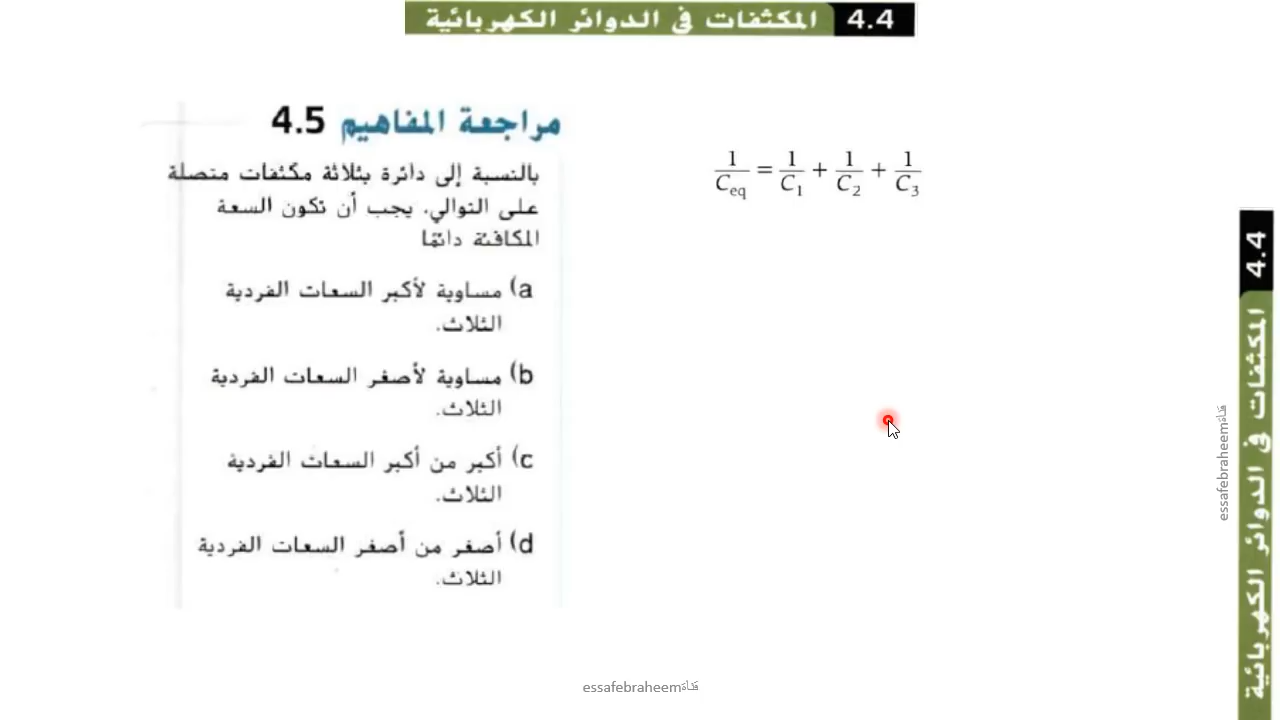 4.4 المكثفات في الدوائر الكهربائية
مراجعة المفاهيم 4.5
بالنسبة إلى دائرة بثلاثة مكثفات متصلة
على التوالي، يجب أن تكون السعة
المكافئة دائمًا
a) مساوية لأكبر السعات الفردية
الثلاث.
b) مساوية لأصغر السعات الفردية
الثلاث.
c) أكبر من أكبر السعات الفردية
الثلاث.
d) أصغر من أصغر السعات الفردية
الثلاث.
1/C_eq = 1/C_1 + 1/C_2 + 1/C_3
4.4 المكثفات في الدوائر الكهربائية
قناة essafebraheem
قناة essafebraheem